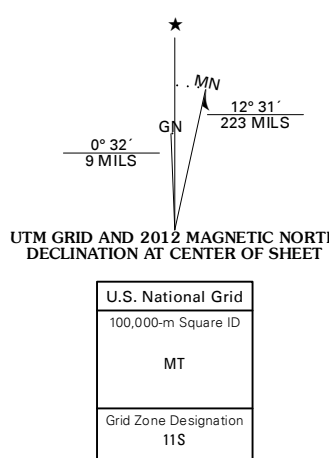 ★
MN
GN
12° 31´
223 MILS
0° 32´
9 MILS
UTM GRID AND 2012 MAGNETIC NORTH
DECLINATION AT CENTER OF SHEET
U.S. National Grid
100,000-m Square ID
MT
Grid Zone Designation
11S